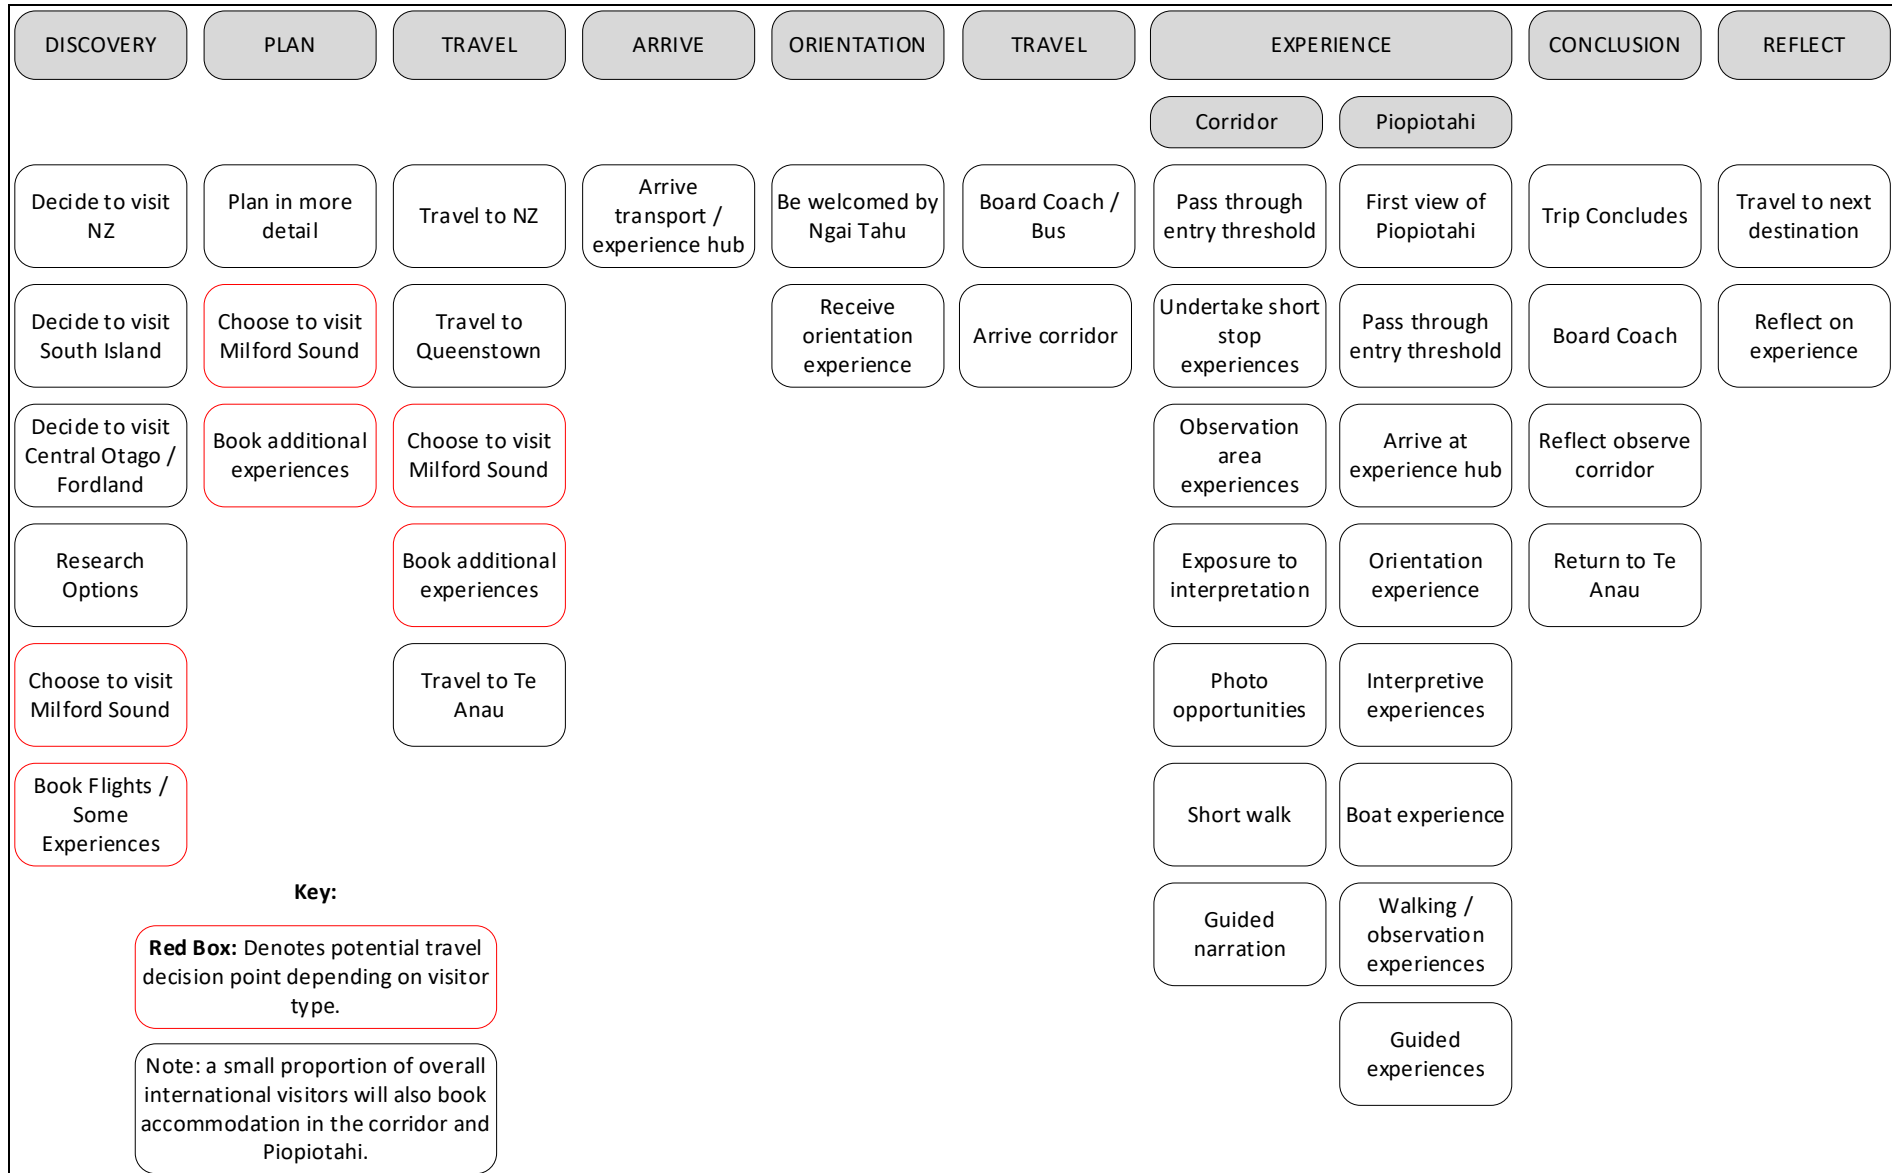 DISCOVERY
PLAN
TRAVEL
ARRIVE
ORIENTATION
TRAVEL
EXPERIENCE
CONCLUSION
REFLECT
Corridor
Piopiotahi
Decide to visit
NZ
Plan in more
detail
Travel to NZ
Arrive
transport /
experience hub
Be welcomed by
Ngai Tahu
Board Coach /
Bus
Pass through
entry threshold
First view of
Piopiotahi
Trip Concludes
Travel to next
destination
Decide to visit
South Island
Choose to visit
Milford Sound
Travel to
Queenstown
Receive
orientation
experience
Arrive corridor
Undertake short
stop
experiences
Pass through
entry threshold
Board Coach
Reflect on
experience
Decide to visit
Central Otago /
Fordland
Book additional
experiences
Choose to visit
Milford Sound
Observation
area
experiences
Arrive at
experience hub
Reflect observe
corridor
Research
Options
Book additional
experiences
Exposure to
interpretation
Orientation
experience
Return to Te
Anau
Choose to visit
Milford Sound
Travel to Te
Anau
Photo
opportunities
Interpretive
experiences
Book Flights /
Some
Experiences
Short walk
Boat experience
Guided
narration
Walking /
observation
experiences
Guided
experiences
Key:
Red Box: Denotes potential travel
decision point depending on visitor
type.
Note: a small proportion of overall
international visitors will also book
accommodation in the corridor and
Piopiotahi.